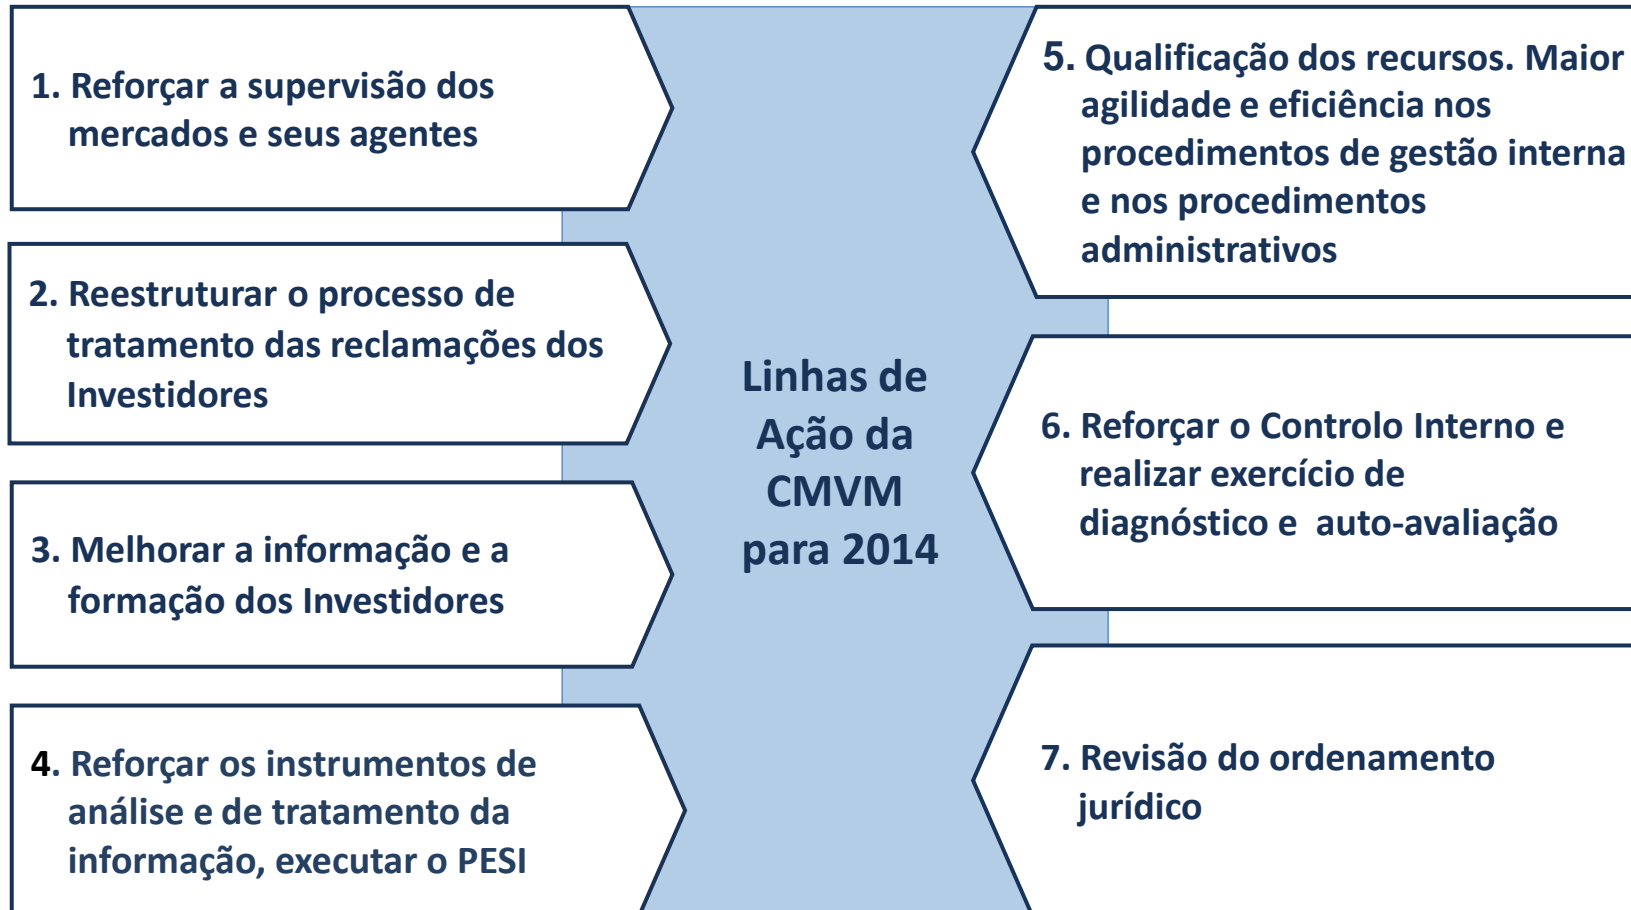 1. Reforçar a supervisão dos
mercados e seus agentes
2. Reestruturar o processo de
tratamento das reclamações dos
Investidores
3. Melhorar a informação e a
formação dos Investidores
4. Reforçar os instrumentos de
análise e de tratamento da
informação, executar o PESI
Linhas de
Ação da
CMVM
para 2014
5. Qualificação dos recursos. Maior
agilidade e eficiência nos
procedimentos de gestão interna
e nos procedimentos
administrativos
6. Reforçar o Controlo Interno e
realizar exercício de
diagnóstico e  auto-avaliação
7. Revisão do ordenamento
jurídico